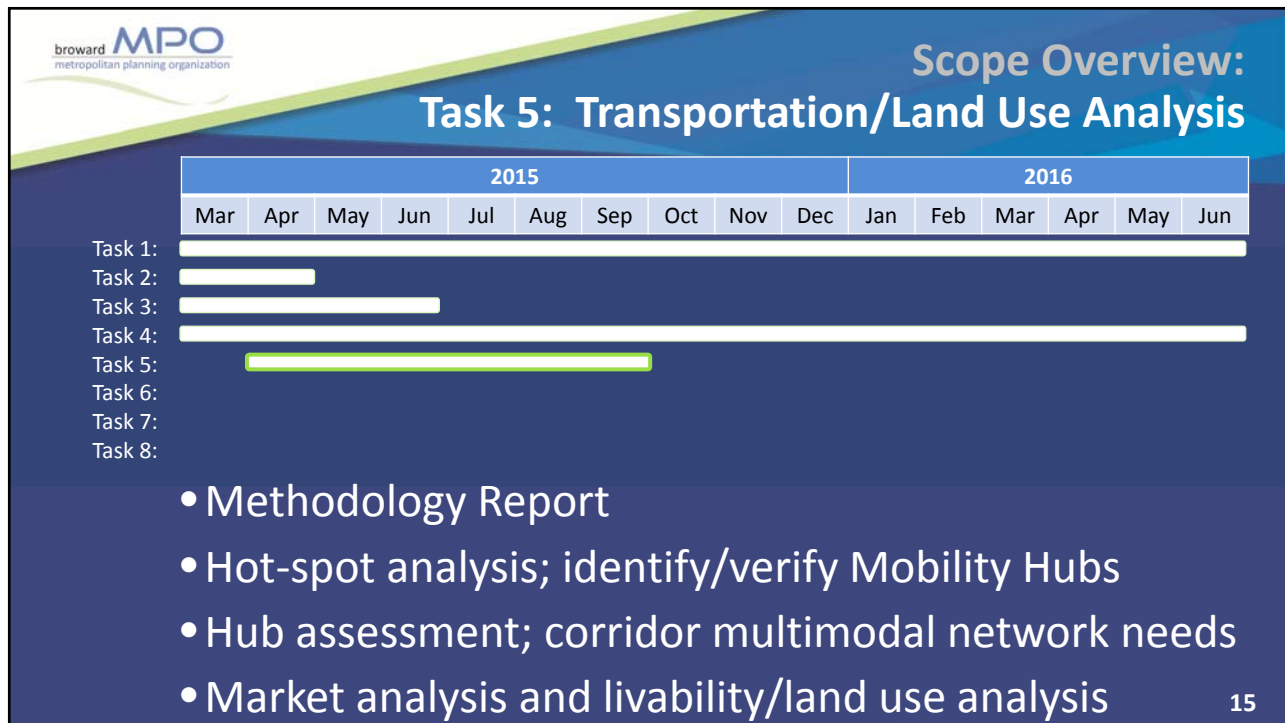 broward MPO
metropolitan planning organization
Scope Overview:
Task 5: Transportation/Land Use Analysis
2015 2016
Mar Apr May Jun Jul Aug Sep Oct Nov Dec Jan Feb Mar Apr May Jun
Task 1:
Task 2:
Task 3:
Task 4:
Task 5:
Task 6:
Task 7:
Task 8:
• Methodology Report
• Hot-spot analysis; identify/verify Mobility Hubs
• Hub assessment; corridor multimodal network needs
• Market analysis and livability/land use analysis
15